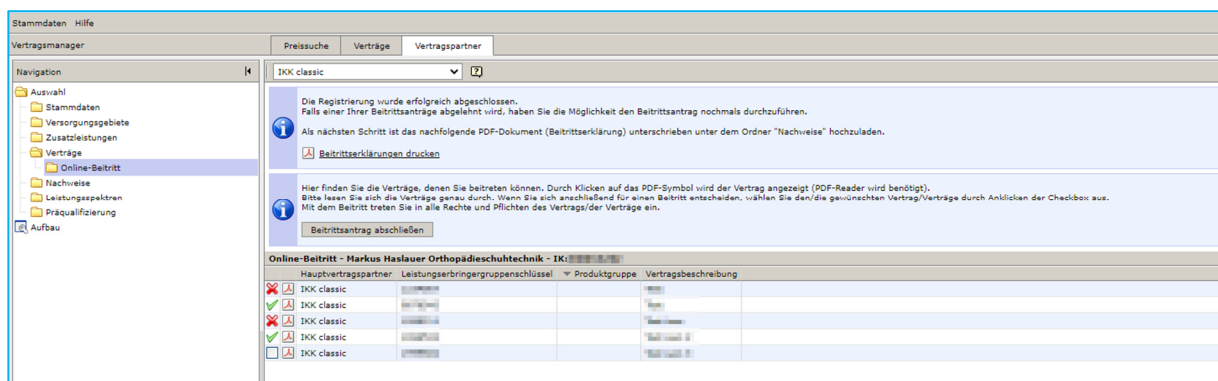 Stammdaten Hilfe
Vertragsmanager
Preissuche Verträge Vertragspartner
Navigation
IKK classic
Auswahl
Stammdaten
Versorgungsgebiete
Zusatzleistungen
Verträge
Online-Beitritt
Nachweise
Leistungsspektren
Präqualifizierung
Aufbau
Die Registrierung wurde erfolgreich abgeschlossen.
Falls einer Ihrer Beitrittsanträge abgelehnt wird, haben Sie die Möglichkeit den Beitrittsantrag nochmals durchzuführen.
Als nächsten Schritt ist das nachfolgende PDF-Dokument (Beitrittserklärung) unterschrieben unter dem Ordner "Nachweise" hochzuladen.
Beitrittserklärungen drucken
Hier finden Sie die Verträge, denen Sie beitreten können. Durch Klicken auf das PDF-Symbol wird der Vertrag angezeigt (PDF-Reader wird benötigt).
Bitte lesen Sie sich die Verträge genau durch. Wenn Sie sich anschließend für einen Beitritt entscheiden, wählen Sie den/die gewünschten Vertrag/Verträge durch Anklicken der Checkbox aus.
Mit dem Beitritt treten Sie in alle Rechte und Pflichten des Vertrags/der Verträge ein.
Beitrittsantrag abschließen
Online-Beitritt - Markus Haslauer Orthopädieschuhtechnik - IK:
Hauptvertragspartner Leistungserbringergruppenschlüssel Produktgruppe Vertragsbeschreibung
IKK classic
IKK classic
IKK classic
IKK classic
IKK classic